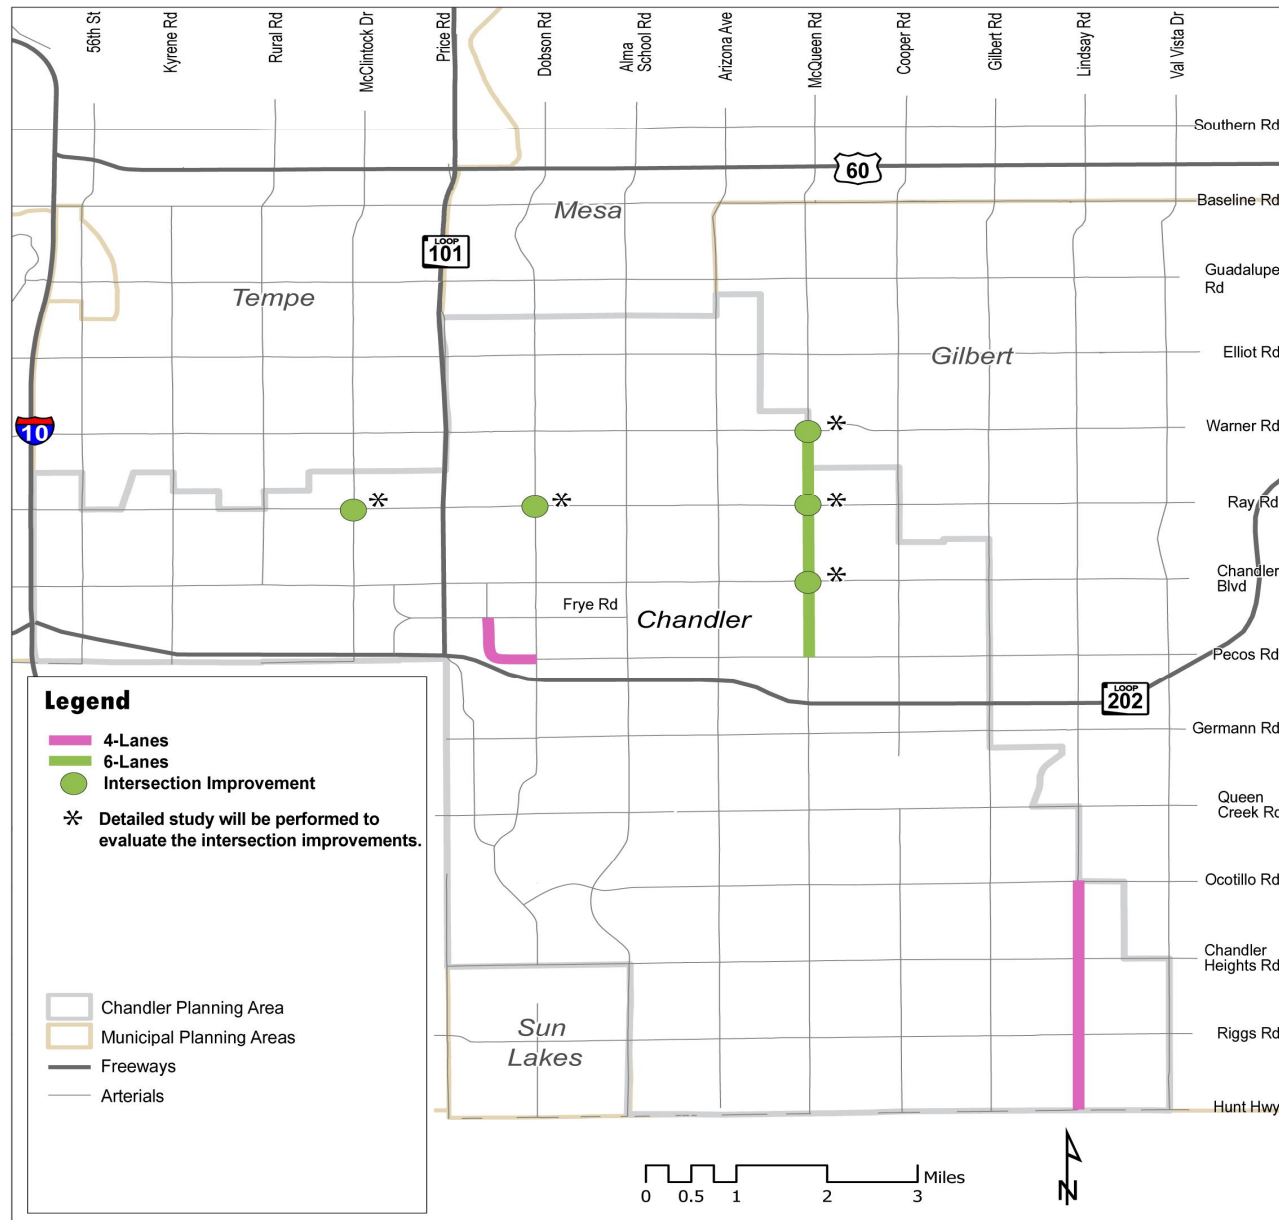 56th St
Kyrene Rd
Rural Rd
McClintock Dr
Price Rd
Dobson Rd
Alma
School Rd
Arizona Ave
McQueen Rd
Cooper Rd
Gilbert Rd
Lindsay Rd
Val Vista Dr
Southern Rd
60
Baseline Rd
Mesa
LOOP
101
Guadalupe
Rd
Tempe
Gilbert
Elliot Rd
10
*
Warner Rd
*
*
*
Ray Rd
*
Chandler
Blvd
Frye Rd
Chandler
Pecos Rd
LOOP
202
Legend
4-Lanes
6-Lanes
Intersection Improvement
* Detailed study will be performed to
evaluate the intersection improvements.
Chandler Planning Area
Municipal Planning Areas
Freeways
Arterials
Germann Rd
Queen
Creek Rd
Ocotillo Rd
Chandler
Heights Rd
Sun
Lakes
Riggs Rd
Hunt Hwy
Miles
0 0.5 1 2 3
N